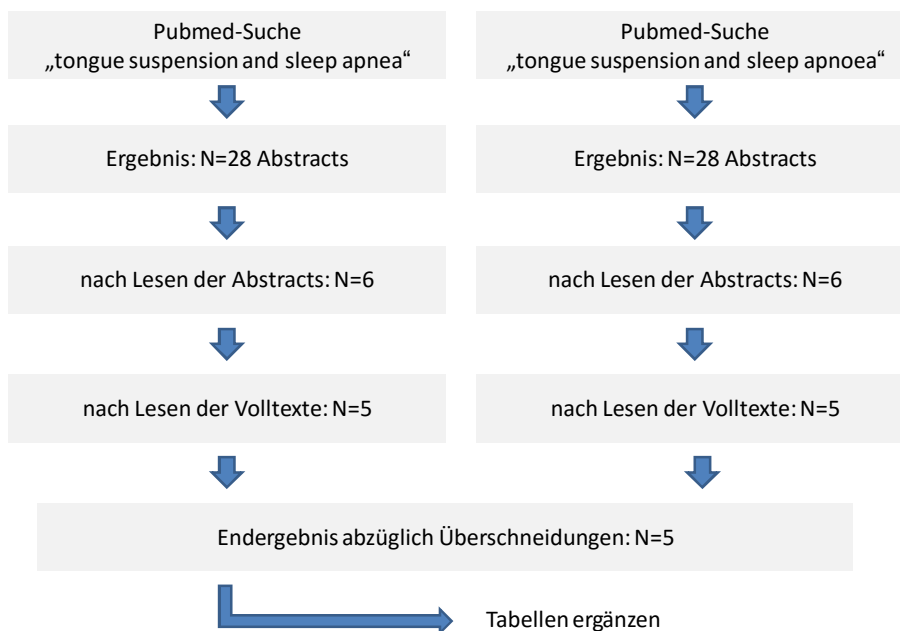 Pubmed-Suche
„tongue suspension and sleep apnea“
Ergebnis: N=28 Abstracts
nach Lesen der Abstracts: N=6
nach Lesen der Volltexte: N=5
Pubmed-Suche
„tongue suspension and sleep apnoea“
Ergebnis: N=28 Abstracts
nach Lesen der Abstracts: N=6
nach Lesen der Volltexte: N=5
Endergebnis abzüglich Überschneidungen: N=5
Tabellen ergänzen